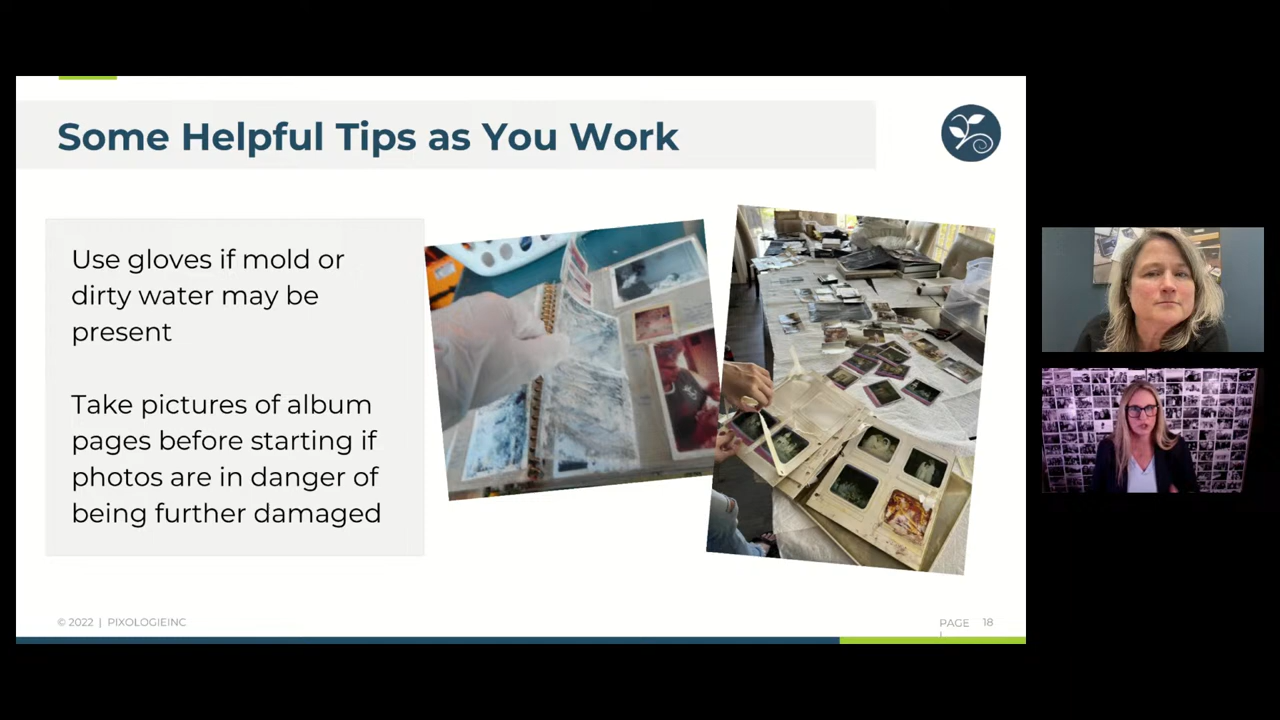 Some Helpful Tips as You Work
Use gloves if mold or
dirty water may be
present
Take pictures of album
pages before starting if
photos are in danger of
being further damaged
© 2022 | PIXOLOGIEINC
PAGE 18
|